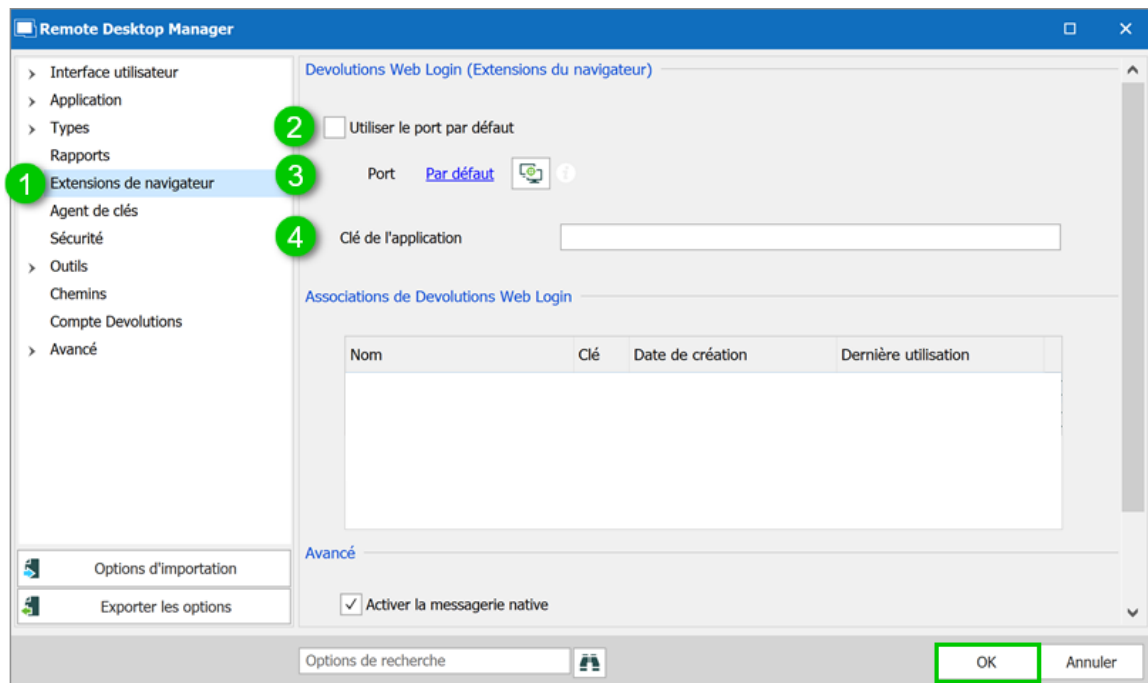 Remote Desktop Manager
Interface utilisateur
Application
Types
Rapports
1
Extensions de navigateur
Agent de clés
Sécurité
Outils
Chemins
Compte Devolutions
Avancé
Options d'importation
Exporter les options
Devolutions Web Login (Extensions du navigateur)
2 Utiliser le port par défaut
3 Port Par défaut
4 Clé de l'application
Associations de Devolutions Web Login
Nom Clé Date de création Dernière utilisation
Avancé
Activer la messagerie native
Options de recherche
OK Annuler